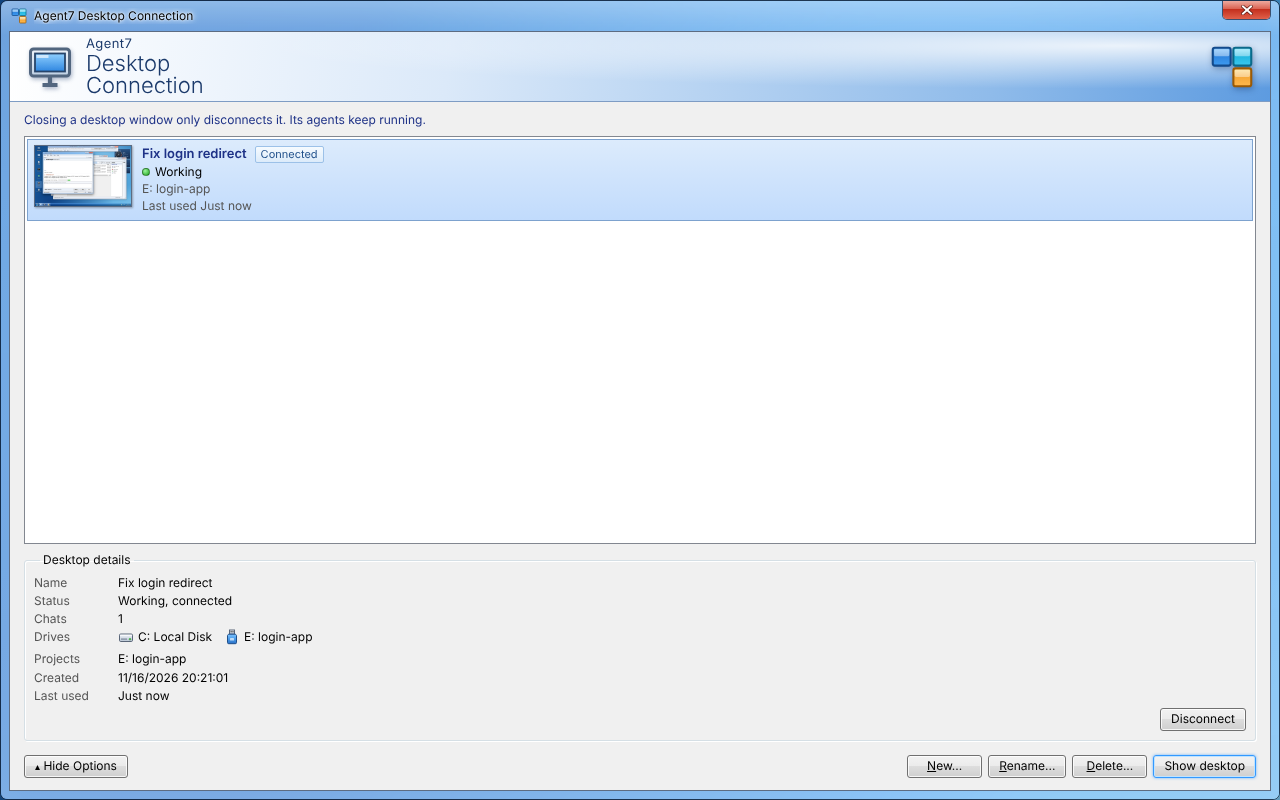 Agent7 Desktop Connection
Agent7
Desktop
Connection
Closing a desktop window only disconnects it. Its agents keep running.
Fix login redirect Connected
Working
E: login-app
Last used Just now
Desktop details
Name Fix login redirect
Status Working, connected
Chats 1
Drives C: Local Disk E: login-app
Projects E: login-app
Created 11/16/2026 20:21:01
Last used Just now
Disconnect
▴ Hide Options New... Rename... Delete... Show desktop